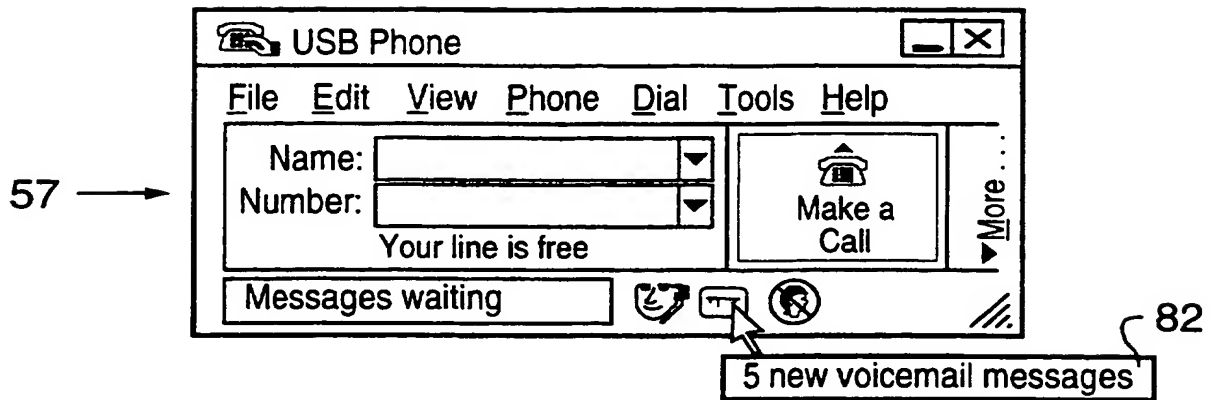 USB Phone
File Edit View Phone Dial Tools Help
Name:
Number:
Your line is free
Make a
Call
More ...
57
Messages waiting
82
5 new voicemail messages